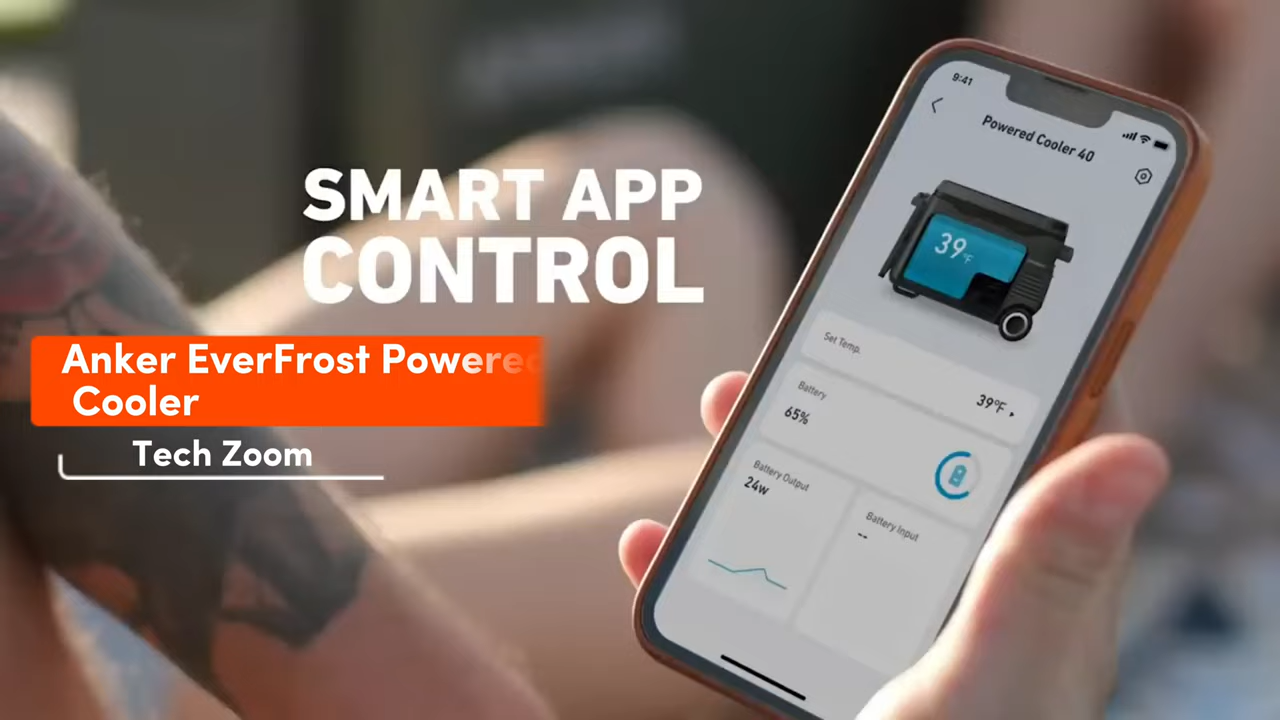 9:41
Powered Cooler 40
39°F
SMART APP
CONTROL
Set Temp.
39°F
Anker EverFrost Powered
Cooler
Battery
65%
Tech Zoom
Battery Output
24w
Battery Input
--